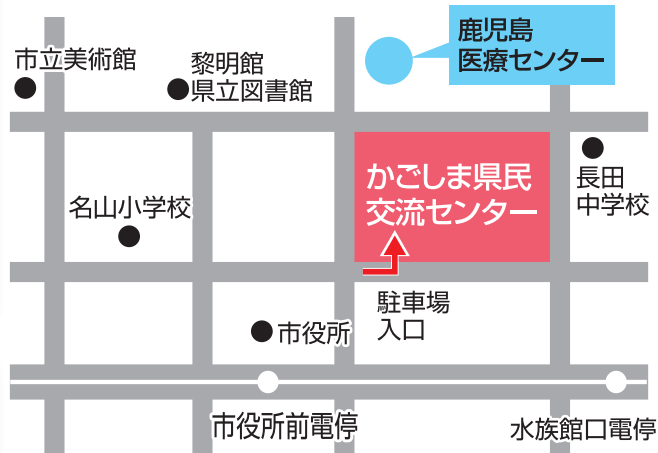 鹿児島
医療センター
市立美術館
黎明館
県立図書館
かごしま県民
交流センター
長田
中学校
名山小学校
駐車場
入口
市役所
市役所前電停
水族館口電停